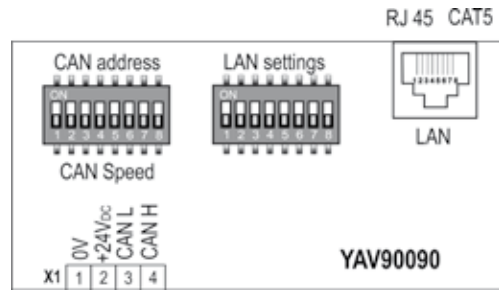 RJ 45 CAT5
CAN address
LAN settings
ON
1 2 3 4 5 6 7 8
ON
1 2 3 4 5 6 7 8
12345678
LAN
CAN Speed
0V
+24VDC
CAN L
CAN H
X1 1 2 3 4
YAV90090